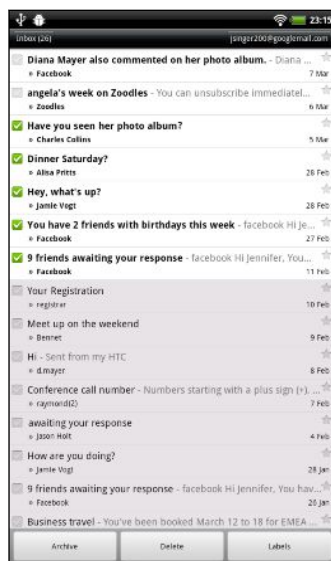 23:15
Inbox (26) jsinger200@googlemail.com
Diana Mayer also commented on her photo album. - Diana ...
» Facebook 7 Mar
angela's week on Zoodles - You can unsubscribe immediatel...
» Zoodles 6 Mar
Have you seen her photo album?
» Charles Collins 5 Mar
Dinner Saturday?
» Alisa Pritts 28 Feb
Hey, what's up?
» Jamie Vogt 28 Feb
You have 2 friends with birthdays this week - facebook Hi Je...
» Facebook 27 Feb
9 friends awaiting your response - facebook Hi Jennifer, You...
» Facebook 11 Feb
Your Registration
» registrar 10 Feb
Meet up on the weekend
» Bennet 9 Feb
Hi - Sent from my HTC
» d.mayer 8 Feb
Conference call number - Numbers starting with a plus sign (+). ...
» raymond(2) 7 Feb
awaiting your response
» Jason Holt 4 Feb
How are you doing?
» Jamie Vogt 28 Jan
9 friends awaiting your response - facebook Hi Jennifer, You hav...
» Facebook 26 Jan
Business travel - You've been booked March 12 to 18 for EMEA ...
Archive Delete Labels